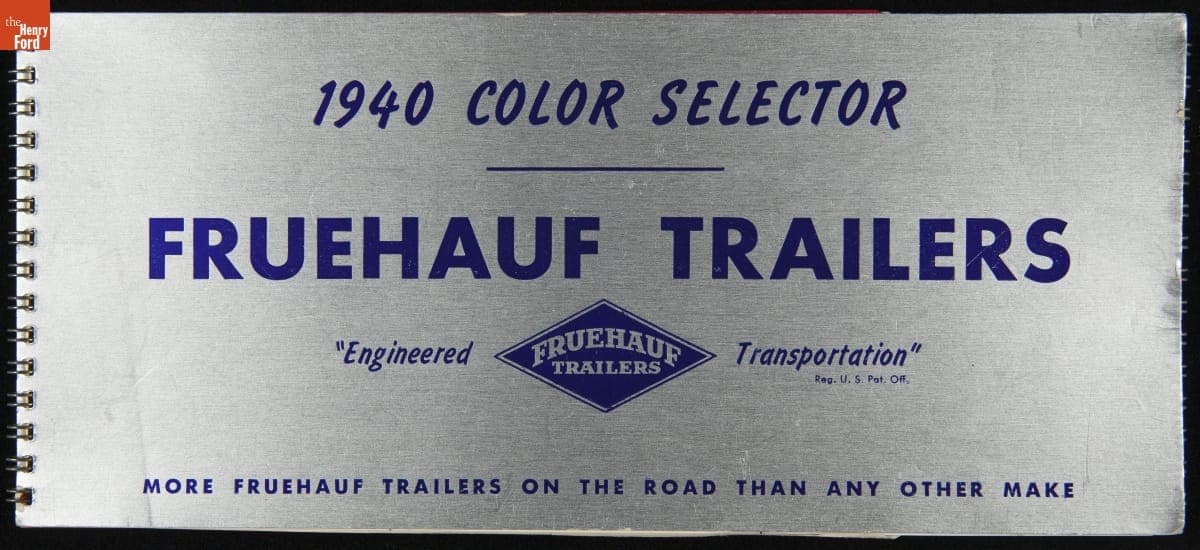 the
Henry
Ford
1940 COLOR SELECTOR
FRUEHAUF TRAILERS
"Engineered Transportation"
FRUEHAUF
TRAILERS
Reg. U. S. Pat. Off.
MORE FRUEHAUF TRAILERS ON THE ROAD THAN ANY OTHER MAKE